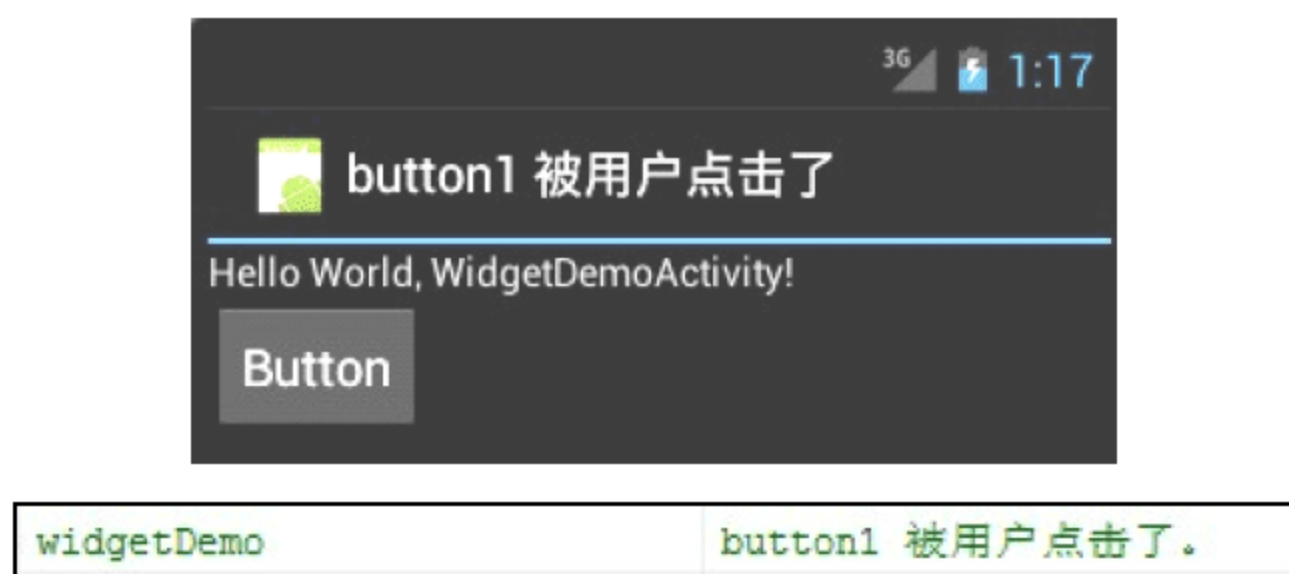 3G 1:17
button1 被用户点击了
Hello World, WidgetDemoActivity!
Button
widgetDemo button1 被用户点击了。